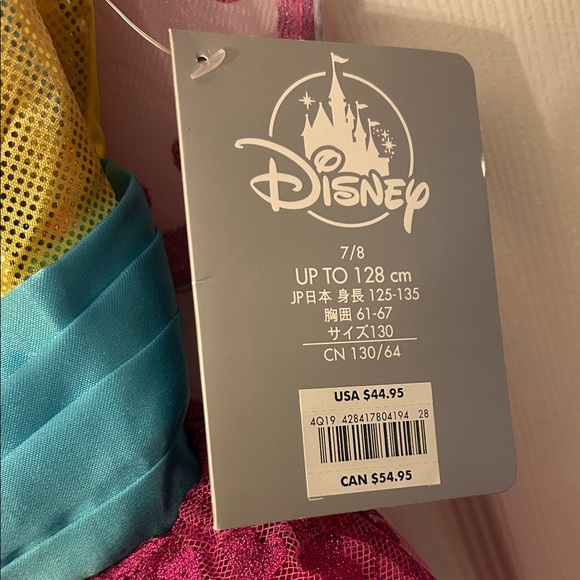 Disney
7/8
UP TO 128 cm
JP日本 身長 125-135
胸囲 61-67
サイズ130
CN 130/64
USA $44.95
4Q19 428417804194 28
CAN $54.95